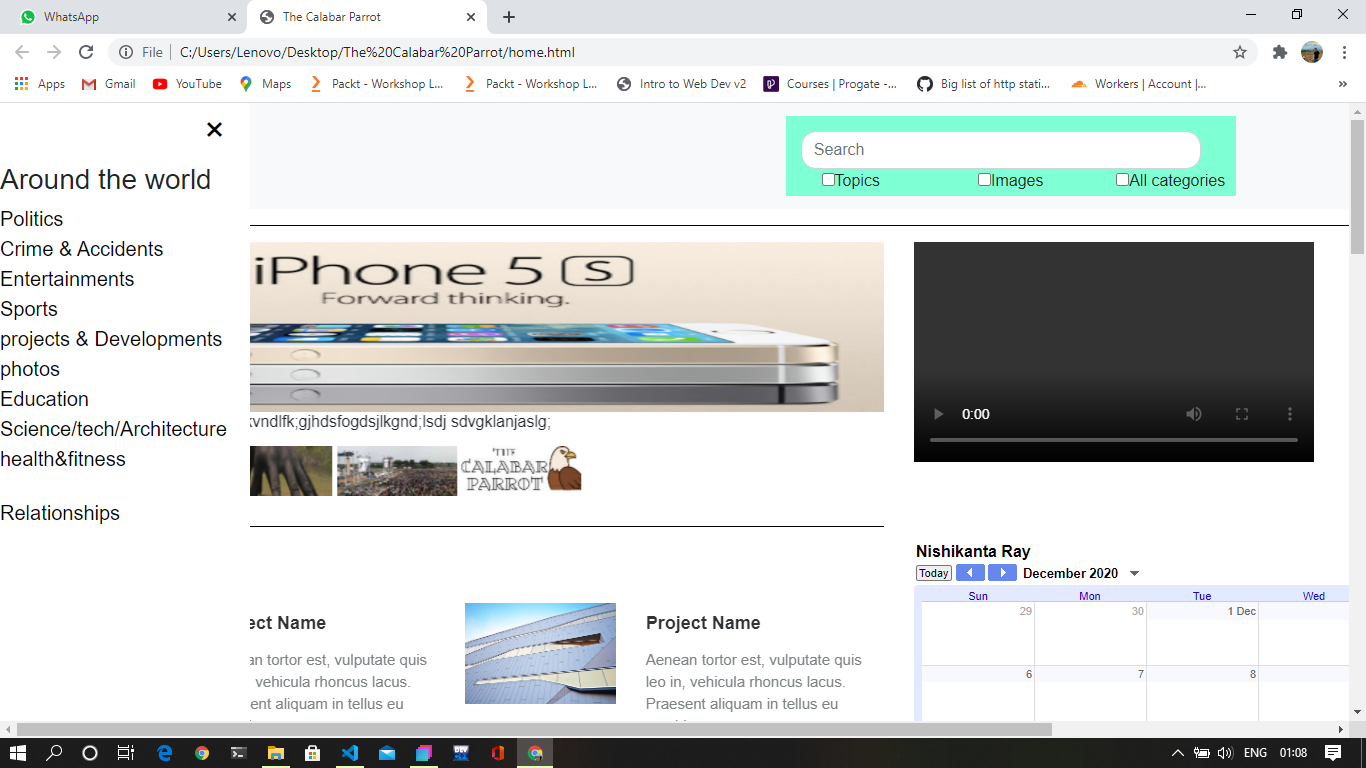 WhatsApp
The Calabar Parrot
File
C:/Users/Lenovo/Desktop/The%20Calabar%20Parrot/home.html
Apps
Gmail
YouTube
Maps
Packt - Workshop L...
Packt - Workshop L...
Intro to Web Dev v2
Courses | Progate -...
Big list of http stati...
Workers | Account |...
»
Around the world
Politics
Crime & Accidents
Entertainments
Sports
projects & Developments
photos
Education
Science/tech/Architecture
health&fitness
Relationships
Search
Topics
Images
All categories
iPhone 5 S
Forward thinking.
kvndlfk;gjhdsfogdsjlkgnd;lsdj sdvgklanjaslg;
THE
CALABAR
PARROT
0:00
Nishikanta Ray
Today
December 2020
Sun Mon Tue Wed
29 30 1 Dec
6 7 8
ect Name
an tortor est, vulputate quis
, vehicula rhoncus lacus.
Praesent aliquam in tellus eu
Project Name
Aenean tortor est, vulputate quis
leo in, vehicula rhoncus lacus.
Praesent aliquam in tellus eu
ENG
01:08